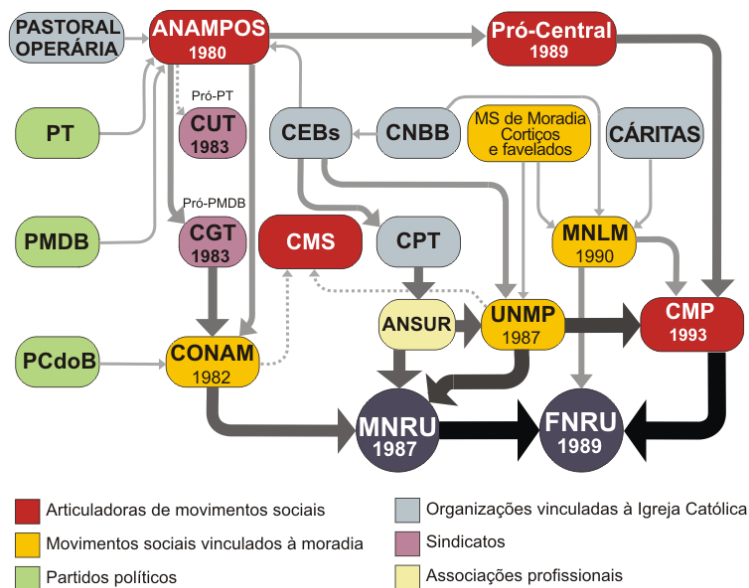 PASTORAL
OPERÁRIA
ANAMPOS
1980
Pró-Central
1989
Pró-PT
PT
CUT
1983
CEBs
CNBB
MS de Moradia
Cortiços
e favelados
CÁRITAS
Pró-PMDB
PMDB
CGT
1983
CMS
CPT
MNLM
1990
PCdoB
CONAM
1982
ANSUR
UNMP
1987
CMP
1993
MNRU
1987
FNRU
1989
Articuladoras de movimentos sociais
Movimentos sociais vinculados à moradia
Partidos políticos
Organizações vinculadas à Igreja Católica
Sindicatos
Associações profissionais